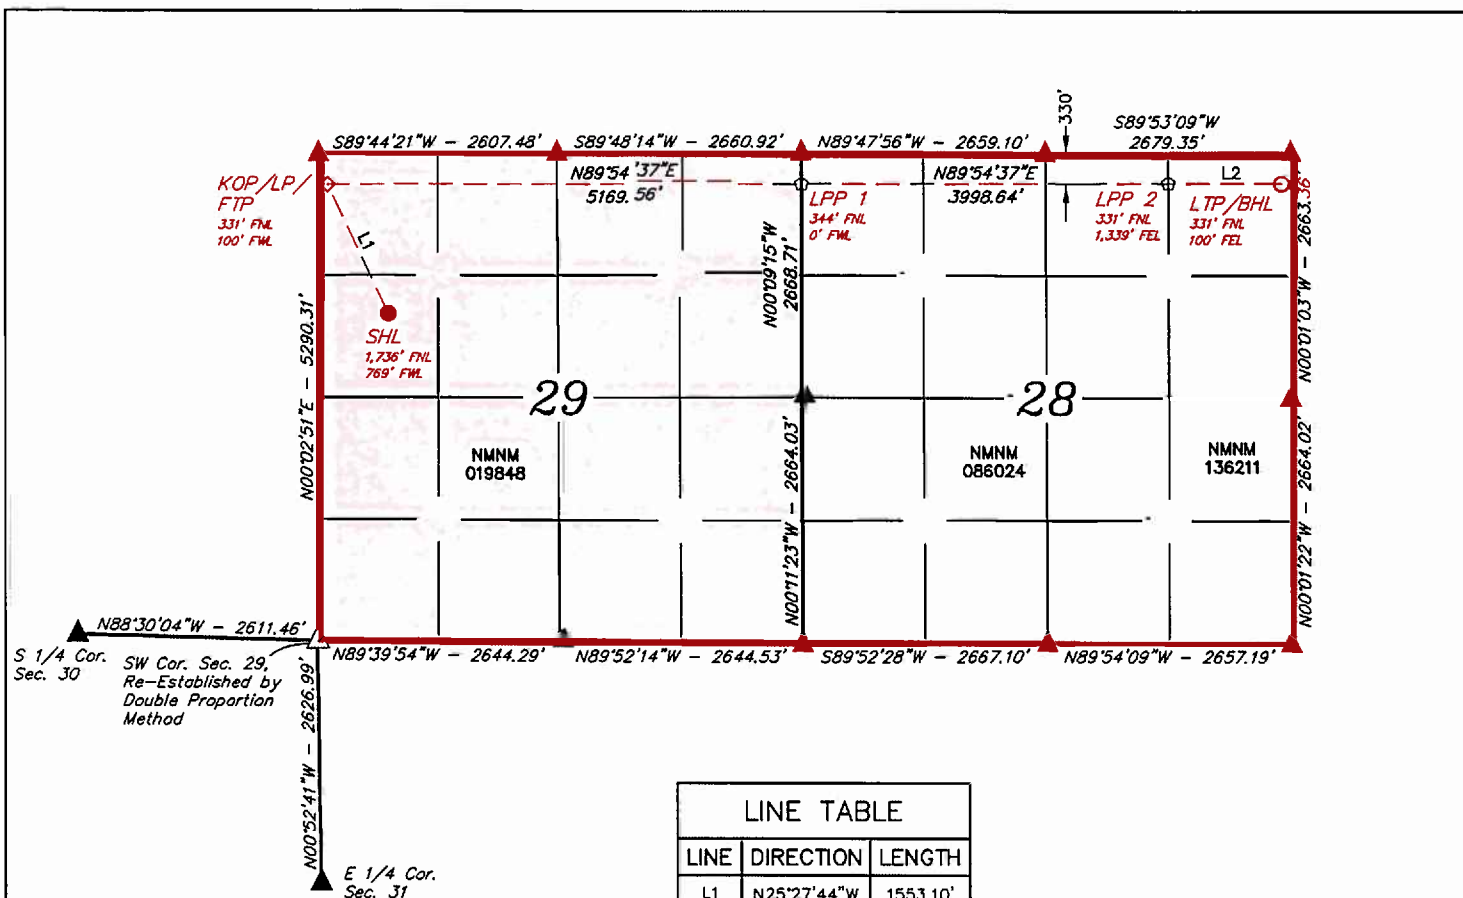 330'
S89°53'09"W
2679.35'
S89°44'21"W - 2607.48'
S89°48'14"W - 2660.92'
N89°47'56"W - 2659.10'
KOP/LP/
FTP
331' FNL
100' FWL
N89°54'37"E
5169.56'
LPP 1
344' FNL
0' FWL
N89°54'37"E
3998.64'
LPP 2
331' FNL
1,339' FEL
L2
LTP/BHL
331' FNL
100' FEL
L1
SHL
1,736' FNL
769' FWL
N00°02'51"E - 5290.31'
N00°09'15"W
2668.71'
N00°01'03"W - 2663.36'
29
28
NMNM
019848
NMNM
086024
NMNM
136211
N00°11'23"W - 2664.03'
N00°01'22"W - 2664.02'
N88°30'04"W - 2611.46'
S 1/4 Cor.
Sec. 30
SW Cor. Sec. 29,
Re-Established by
Double Proportion
Method
N89°39'54"W - 2644.29'
N89°52'14"W - 2644.53'
S89°52'28"W - 2667.10'
N89°54'09"W - 2657.19'
N00°52'41"W - 2626.99'
E 1/4 Cor.
Sec. 31
LINE TABLE
LINE DIRECTION LENGTH
L1 N25°27'44"W 1553.10'